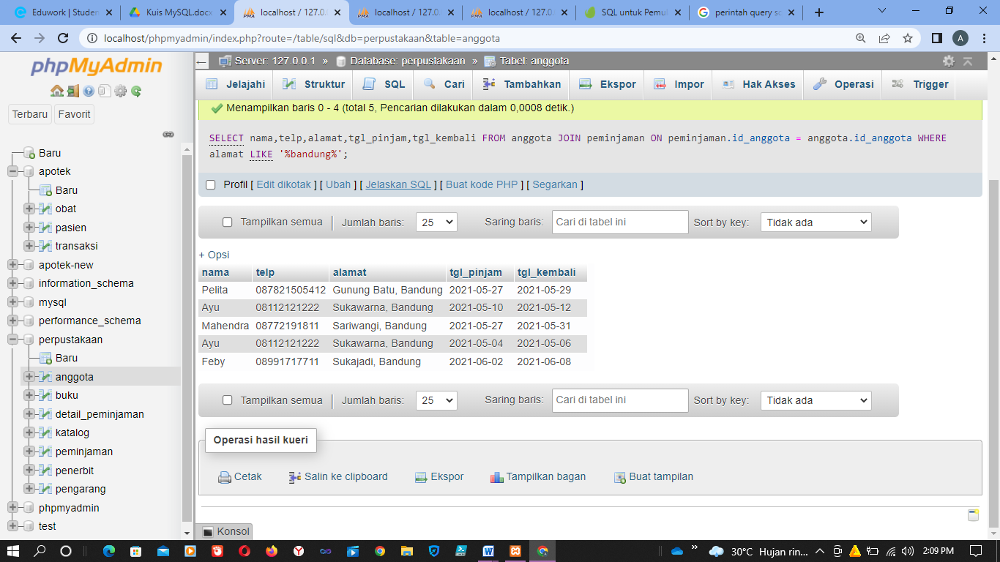 Eduwork | Studen
Kuis MySQL.docx
localhost / 127.0.
localhost / 127.0.
localhost / 127.0.
SQL untuk Pemul
perintah query sq
localhost/phpmyadmin/index.php?route=/table/sql&db=perpustakaan&table=anggota
A
phpMyAdmin
Terbaru Favorit
Baru
apotek
Baru
obat
pasien
transaksi
apotek-new
information_schema
mysql
performance_schema
perpustakaan
Baru
anggota
buku
detail_peminjaman
katalog
peminjaman
penerbit
pengarang
phpmyadmin
test
Server: 127.0.0.1 » Database: perpustakaan » Tabel: anggota
Jelajahi Struktur SQL Cari Tambahkan Ekspor Impor Hak Akses Operasi Trigger
Menampilkan baris 0 - 4 (total 5, Pencarian dilakukan dalam 0,0008 detik.)
SELECT nama,telp,alamat,tgl_pinjam,tgl_kembali FROM anggota JOIN peminjaman ON peminjaman.id_anggota = anggota.id_anggota WHERE
alamat LIKE '%bandung%';
Profil [ Edit dikotak ] [ Ubah ] [ Jelaskan SQL ] [ Buat kode PHP ] [ Segarkan ]
Tampilkan semua | Jumlah baris: 25 Saring baris: Cari di tabel ini Sort by key: Tidak ada
+ Opsi
nama telp alamat tgl_pinjam tgl_kembali
Pelita 087821505412 Gunung Batu, Bandung 2021-05-27 2021-05-29
Ayu 08112121222 Sukawarna, Bandung 2021-05-10 2021-05-12
Mahendra 08772191811 Sariwangi, Bandung 2021-05-27 2021-05-31
Ayu 08112121222 Sukawarna, Bandung 2021-05-04 2021-05-06
Feby 08991717711 Sukajadi, Bandung 2021-06-02 2021-06-08
Tampilkan semua | Jumlah baris: 25 Saring baris: Cari di tabel ini Sort by key: Tidak ada
Operasi hasil kueri
Cetak Salin ke clipboard Ekspor Tampilkan bagan Buat tampilan
Konsol
30°C Hujan rin... 2:09 PM